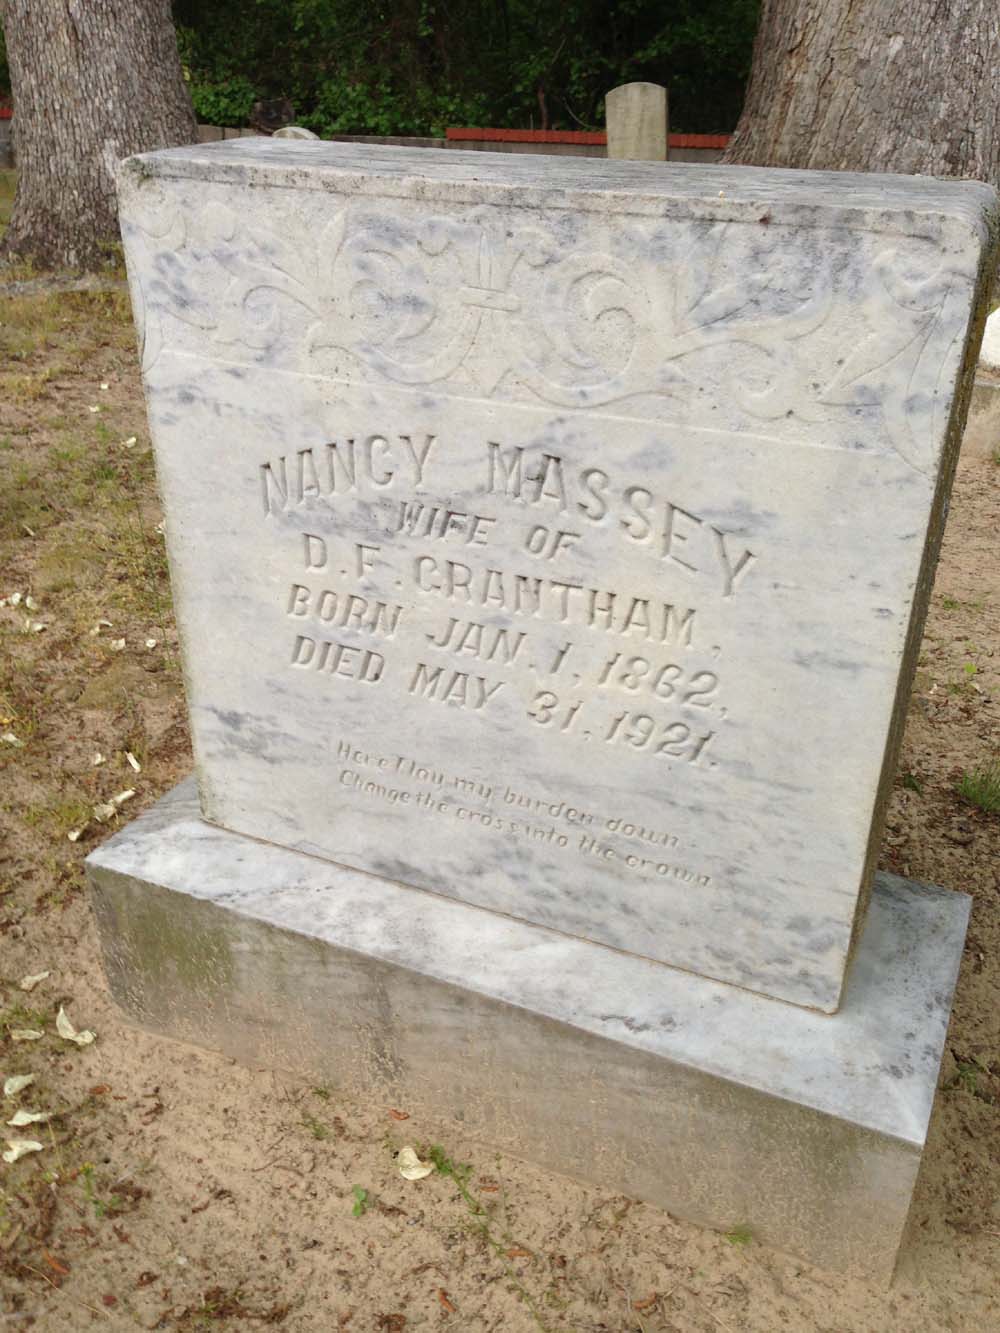 NANCY MASSEY
WIFE OF
D.F. GRANTHAM,
BORN JAN. 1, 1862,
DIED MAY 31, 1921.
Here I lay my burden down
Change the cross into the crown